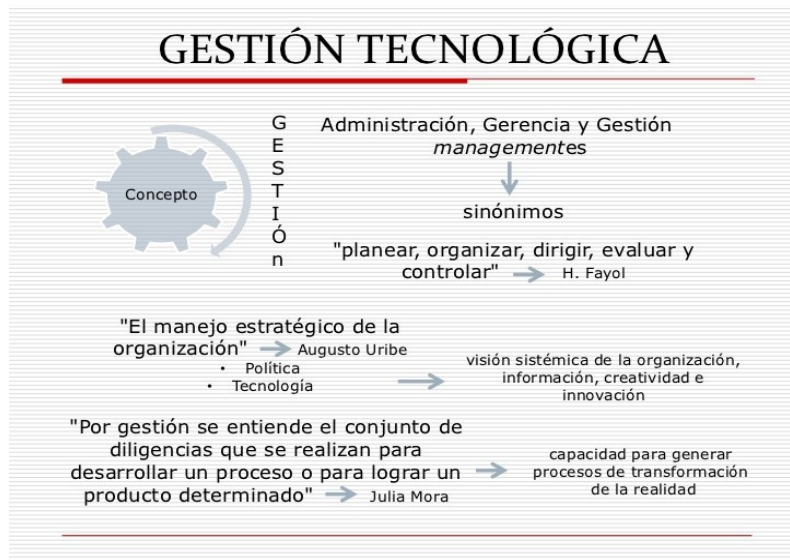 GESTIÓN TECNOLÓGICA
Concepto
G
E
S
T
I
Ó
n
Administración, Gerencia y Gestión
managementes
sinónimos
"planear, organizar, dirigir, evaluar y
controlar" H. Fayol
"El manejo estratégico de la
organización" Augusto Uribe
• Política
• Tecnología
visión sistémica de la organización,
información, creatividad e
innovación
"Por gestión se entiende el conjunto de
diligencias que se realizan para
desarrollar un proceso o para lograr un
producto determinado" Julia Mora
capacidad para generar
procesos de transformación
de la realidad